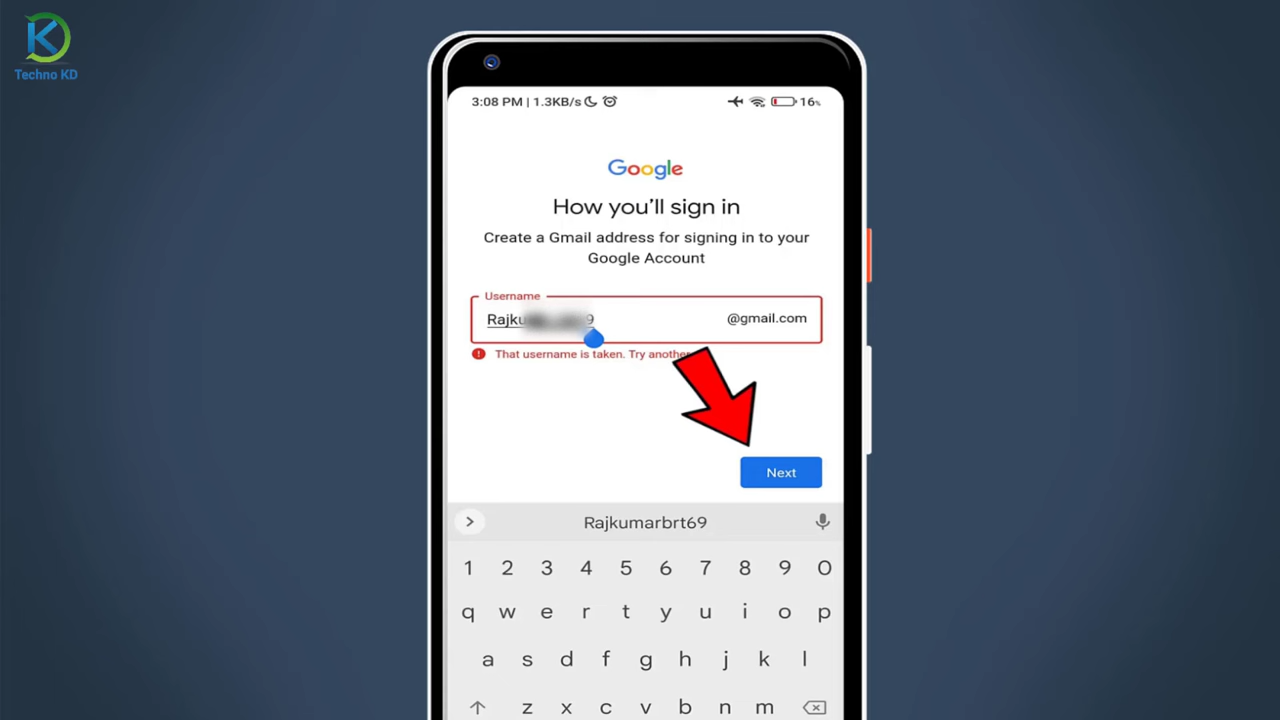 Techno KD
3:08 PM | 1.3KB/s 16%
Google
How you'll sign in
Create a Gmail address for signing in to your
Google Account
Username
@gmail.com
That username is taken. Try another
Next
Rajkumarbrt69
1 2 3 4 5 6 7 8 9 0
q w e r t y u i o p
a s d f g h j k l
z x c v b n m